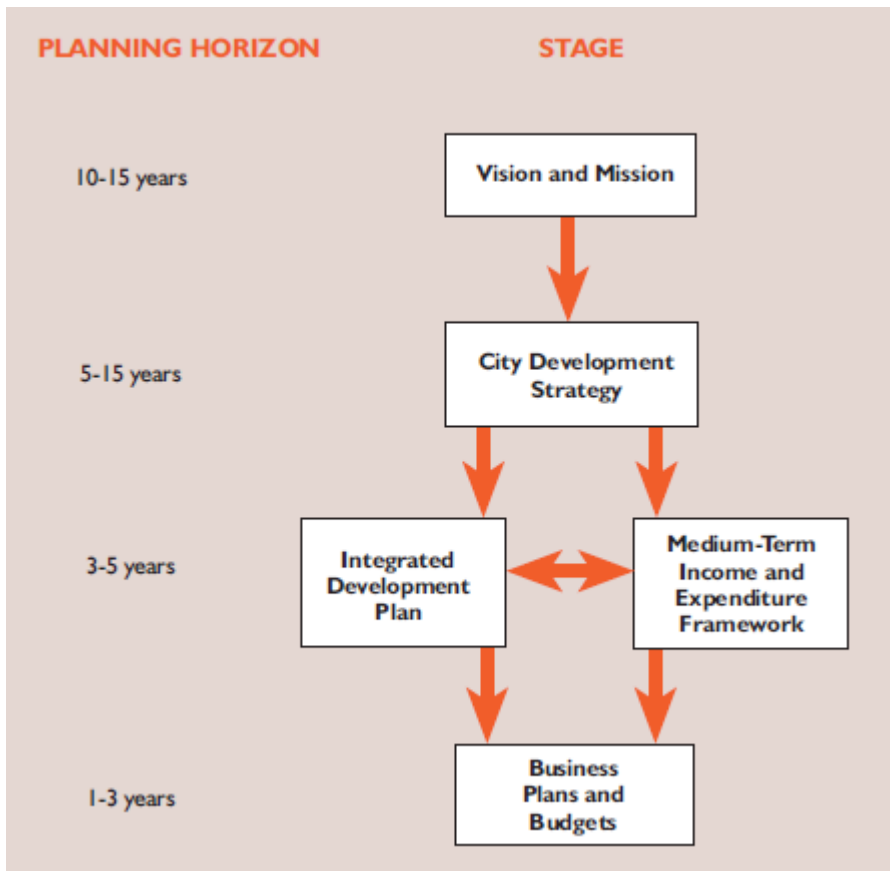 PLANNING HORIZON
STAGE
10-15 years
Vision and Mission
5-15 years
City Development
Strategy
3-5 years
Integrated
Development
Plan
Medium-Term
Income and
Expenditure
Framework
1-3 years
Business
Plans and
Budgets